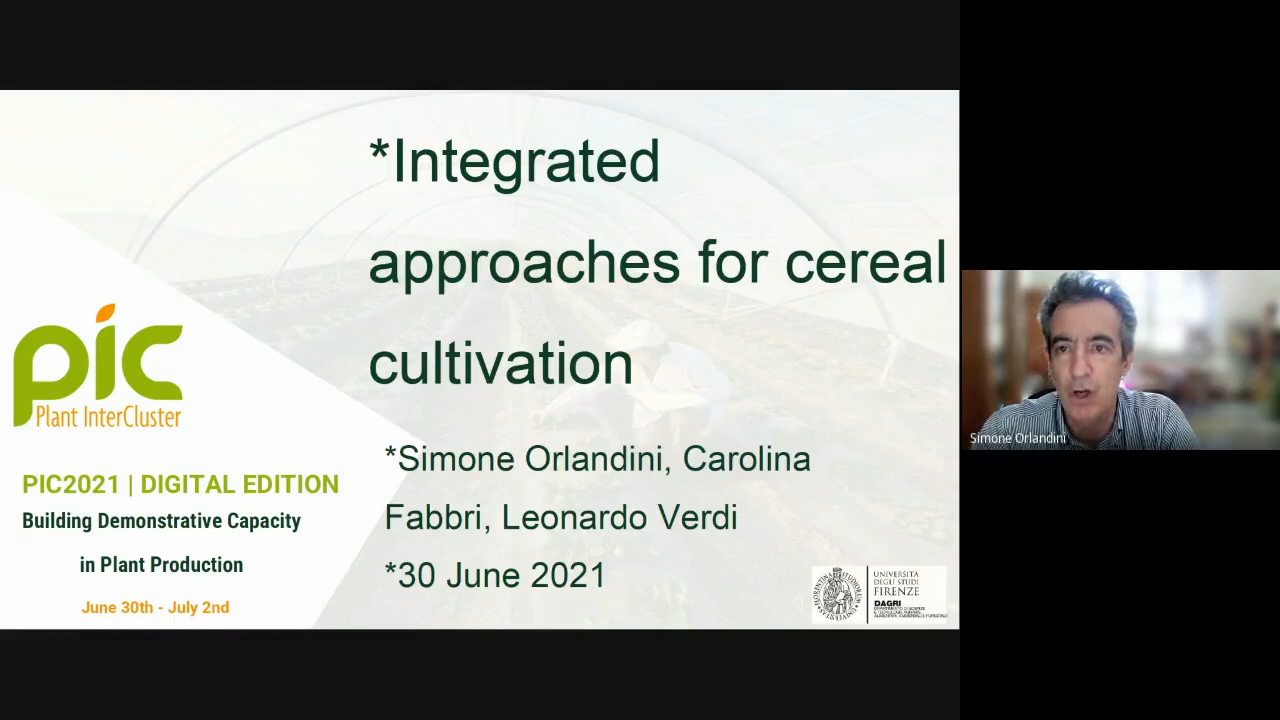 *Integrated
approaches for cereal
cultivation
*Simone Orlandini, Carolina
Fabbri, Leonardo Verdi
*30 June 2021
pic
Plant InterCluster
PIC2021 | DIGITAL EDITION
Building Demonstrative Capacity
in Plant Production
June 30th - July 2nd
UNIVERSITÀ
DEGLI STUDI
FIRENZE
DAGRI
Simone Orlandini